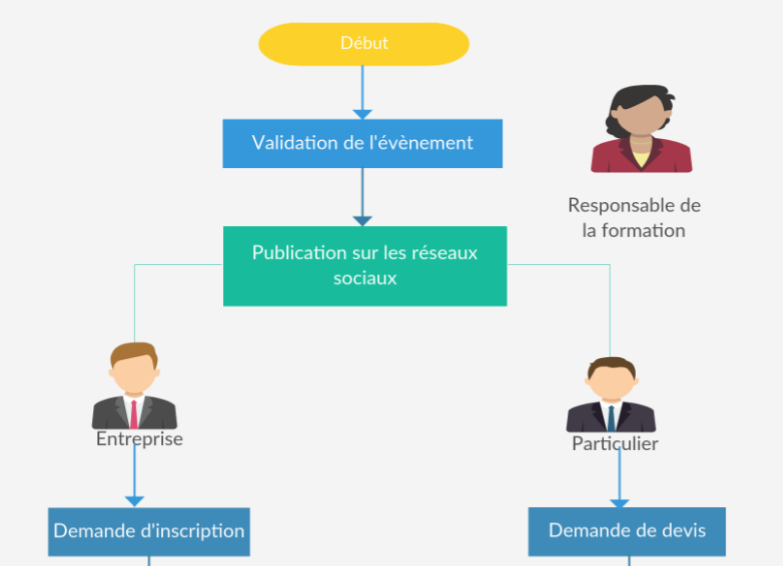 Début
Validation de l'évènement
Responsable de
la formation
Publication sur les réseaux
sociaux
Entreprise
Particulier
Demande d'inscription
Demande de devis